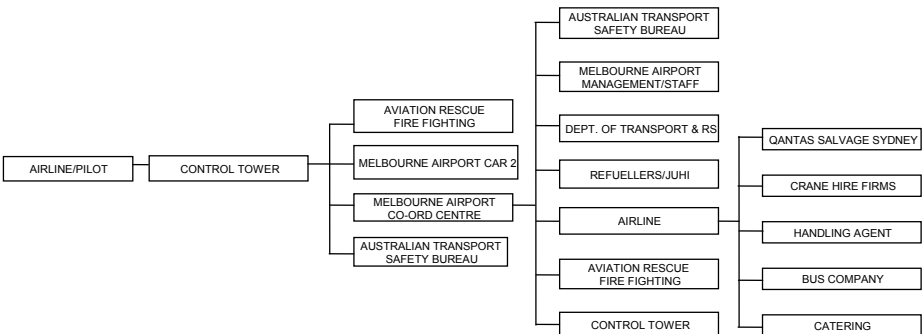 AIRLINE/PILOT
CONTROL TOWER
AVIATION RESCUE
FIRE FIGHTING
MELBOURNE AIRPORT CAR 2
MELBOURNE AIRPORT
CO-ORD CENTRE
AUSTRALIAN TRANSPORT
SAFETY BUREAU
AUSTRALIAN TRANSPORT
SAFETY BUREAU
MELBOURNE AIRPORT
MANAGEMENT/STAFF
DEPT. OF TRANSPORT & RS
REFUELLERS/JUHI
AIRLINE
AVIATION RESCUE
FIRE FIGHTING
CONTROL TOWER
QANTAS SALVAGE SYDNEY
CRANE HIRE FIRMS
HANDLING AGENT
BUS COMPANY
CATERING